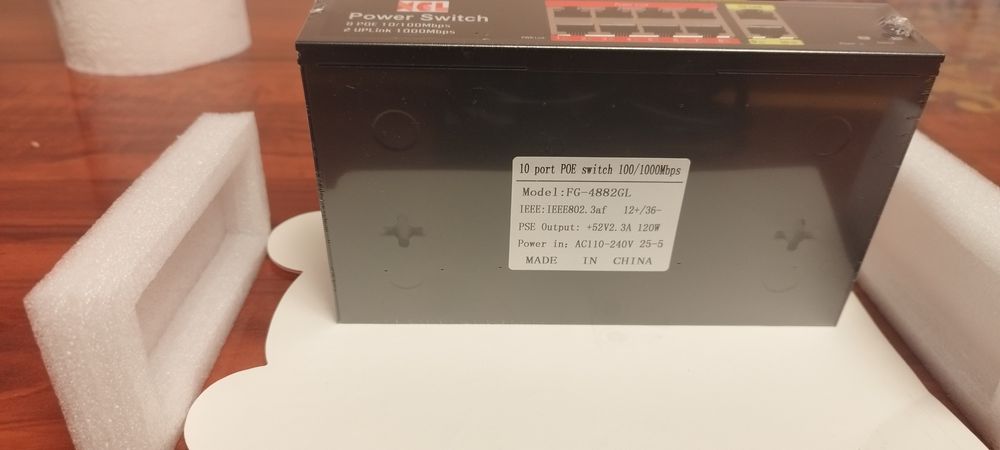 XCL
Power Switch
8 POE 10/100Mbps
2 UPLink 1000Mbps
10 port POE switch 100/1000Mbps
Model:FG-4882GL
IEEE:IEEE802.3af 12+/36-
PSE Output: +52V2.3A 120W
Power in: AC110-240V 25-5
MADE IN CHINA